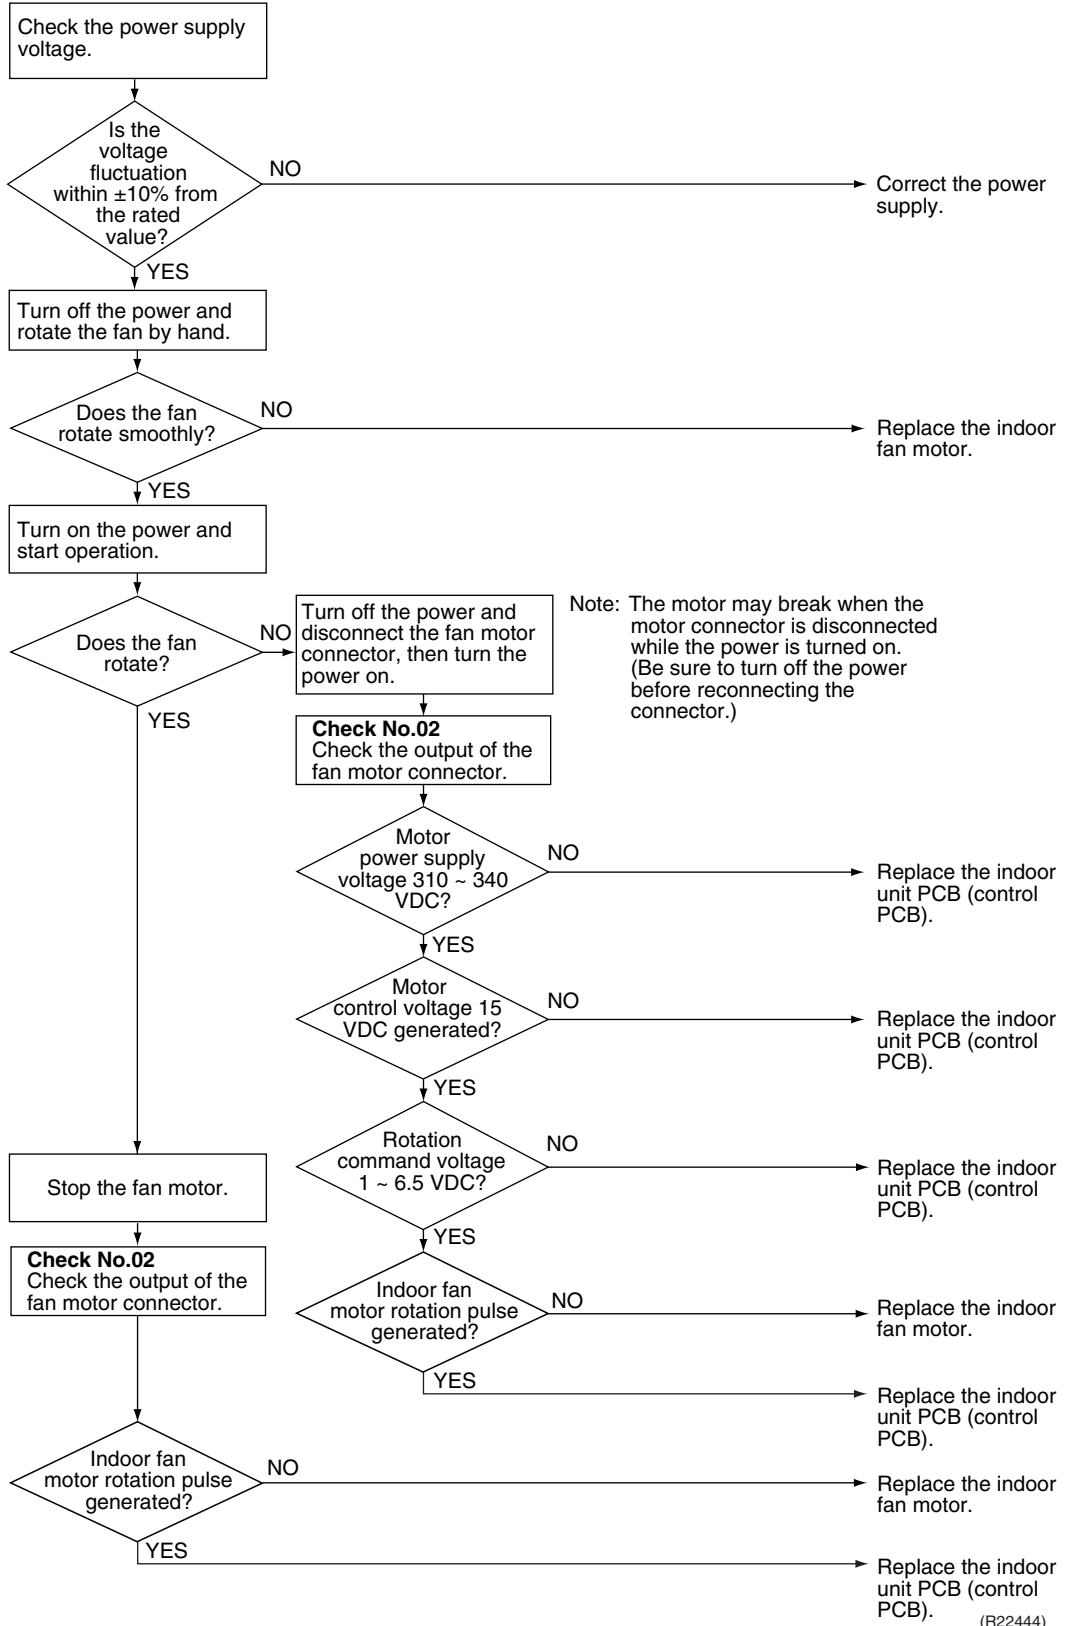 Check the power supply
voltage.
Is the
voltage
fluctuation
within ±10% from
the rated
value?
NO
Correct the power
supply.
YES
Turn off the power and
rotate the fan by hand.
Does the fan
rotate smoothly?
NO
Replace the indoor
fan motor.
YES
Turn on the power and
start operation.
Does the fan
rotate?
NO
Turn off the power and
disconnect the fan motor
connector, then turn the
power on.
Note: The motor may break when the
motor connector is disconnected
while the power is turned on.
(Be sure to turn off the power
before reconnecting the
connector.)
YES
Check No.02
Check the output of the
fan motor connector.
Motor
power supply
voltage 310 ~ 340
VDC?
NO
Replace the indoor
unit PCB (control
PCB).
YES
Motor
control voltage 15
VDC generated?
NO
Replace the indoor
unit PCB (control
PCB).
YES
Rotation
command voltage
1 ~ 6.5 VDC?
NO
Replace the indoor
unit PCB (control
PCB).
YES
Stop the fan motor.
Check No.02
Check the output of the
fan motor connector.
Indoor fan
motor rotation pulse
generated?
NO
Replace the indoor
fan motor.
YES
Replace the indoor
unit PCB (control
PCB).
Indoor fan
motor rotation pulse
generated?
NO
Replace the indoor
fan motor.
YES
Replace the indoor
unit PCB (control
PCB).
(R22444)